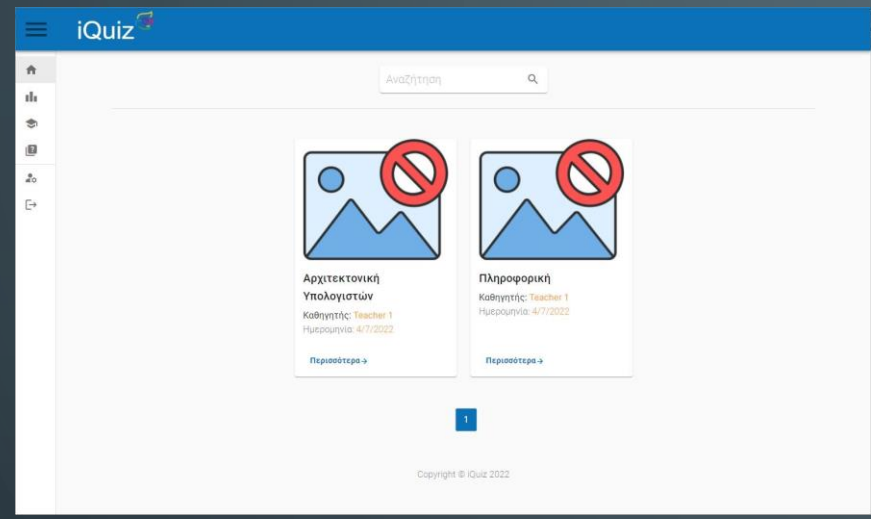 iQuiz
Αναζήτηση
Αρχιτεκτονική
Υπολογιστών
Καθηγητής: Teacher 1
Ημερομηνία: 4/7/2022
Περισσότερα→
Πληροφορική
Καθηγητής: Teacher 1
Ημερομηνία: 4/7/2022
Περισσότερα→
1
Copyright © iQuiz 2022